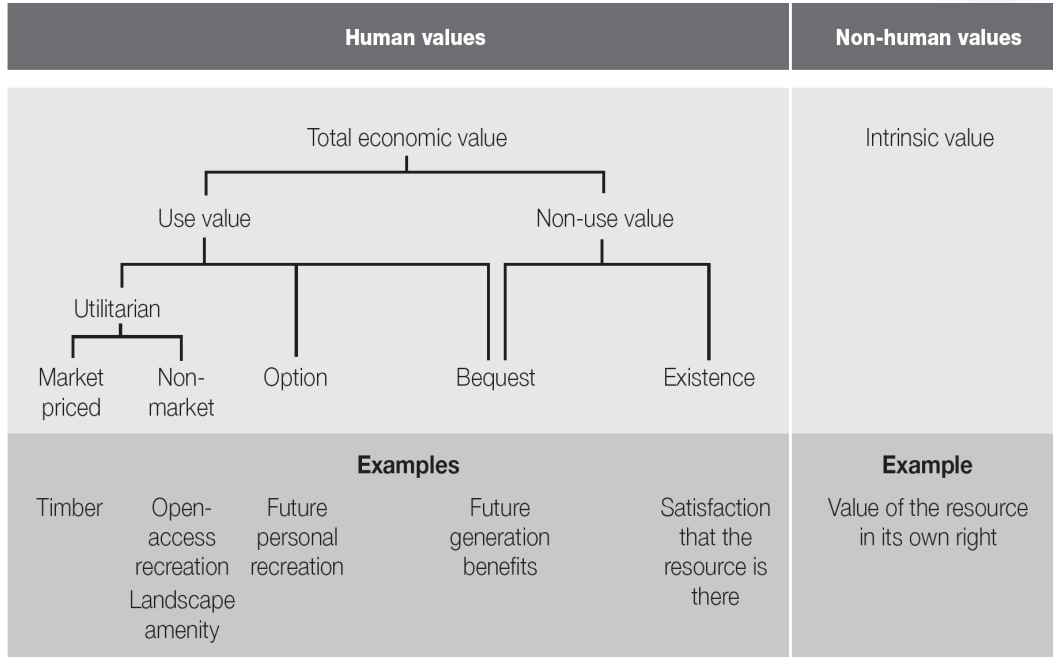 Human values
Non-human values
Total economic value
Intrinsic value
Use value
Non-use value
Utilitarian
Market
priced
Non-
market
Option
Bequest
Existence
Examples
Example
Timber
Open-
access
recreation
Landscape
amenity
Future
personal
recreation
Future
generation
benefits
Satisfaction
that the
resource is
there
Value of the resource
in its own right